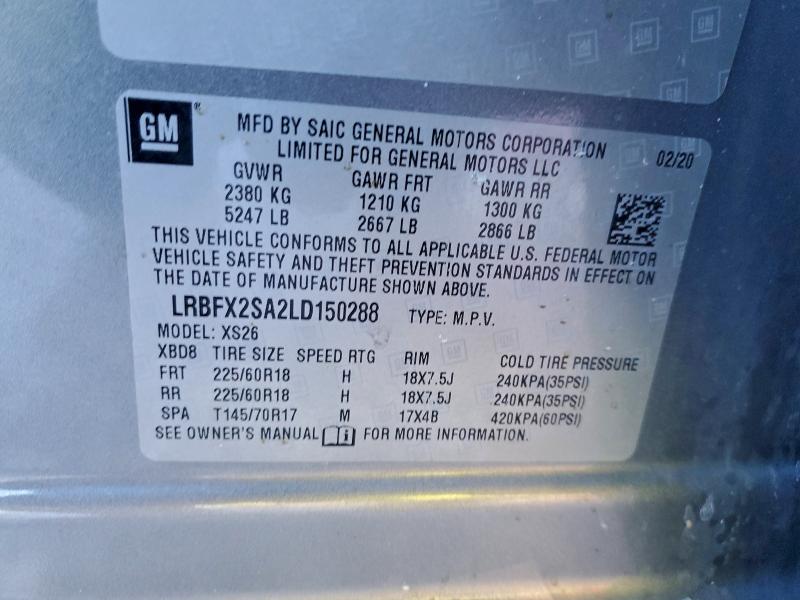 GM
MFD BY SAIC GENERAL MOTORS CORPORATION 02/20
LIMITED FOR GENERAL MOTORS LLC
GVWR GAWR FRT GAWR RR
2380 KG 1210 KG 1300 KG
5247 LB 2667 LB 2866 LB
THIS VEHICLE CONFORMS TO ALL APPLICABLE U.S. FEDERAL MOTOR
VEHICLE SAFETY AND THEFT PREVENTION STANDARDS IN EFFECT ON
THE DATE OF MANUFACTURE SHOWN ABOVE.
LRBFX2SA2LD150288 TYPE: M.P.V.
MODEL: XS26
XBD8 TIRE SIZE SPEED RTG RIM COLD TIRE PRESSURE
FRT 225/60R18 H 18X7.5J 240KPA(35PSI)
RR 225/60R18 H 18X7.5J 240KPA(35PSI)
SPA T145/70R17 M 17X4B 420KPA(60PSI)
SEE OWNER'S MANUAL FOR MORE INFORMATION.